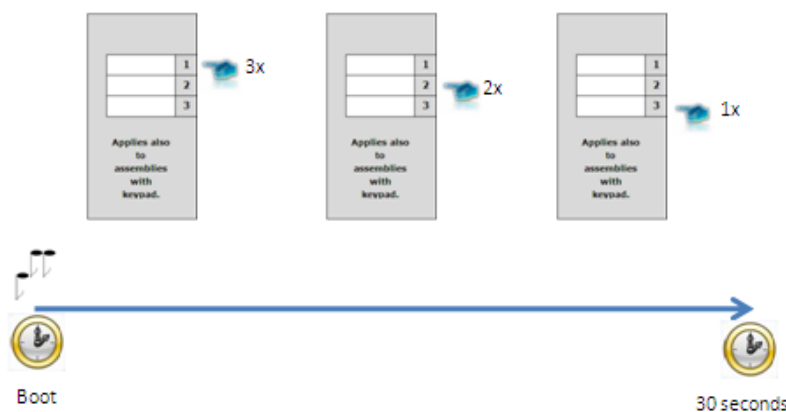 1
2
3
Applies also
to
assemblies
with
keypad.
3x
1
2
3
Applies also
to
assemblies
with
keypad.
2x
1
2
3
Applies also
to
assemblies
with
keypad.
1x
Boot
30 seconds